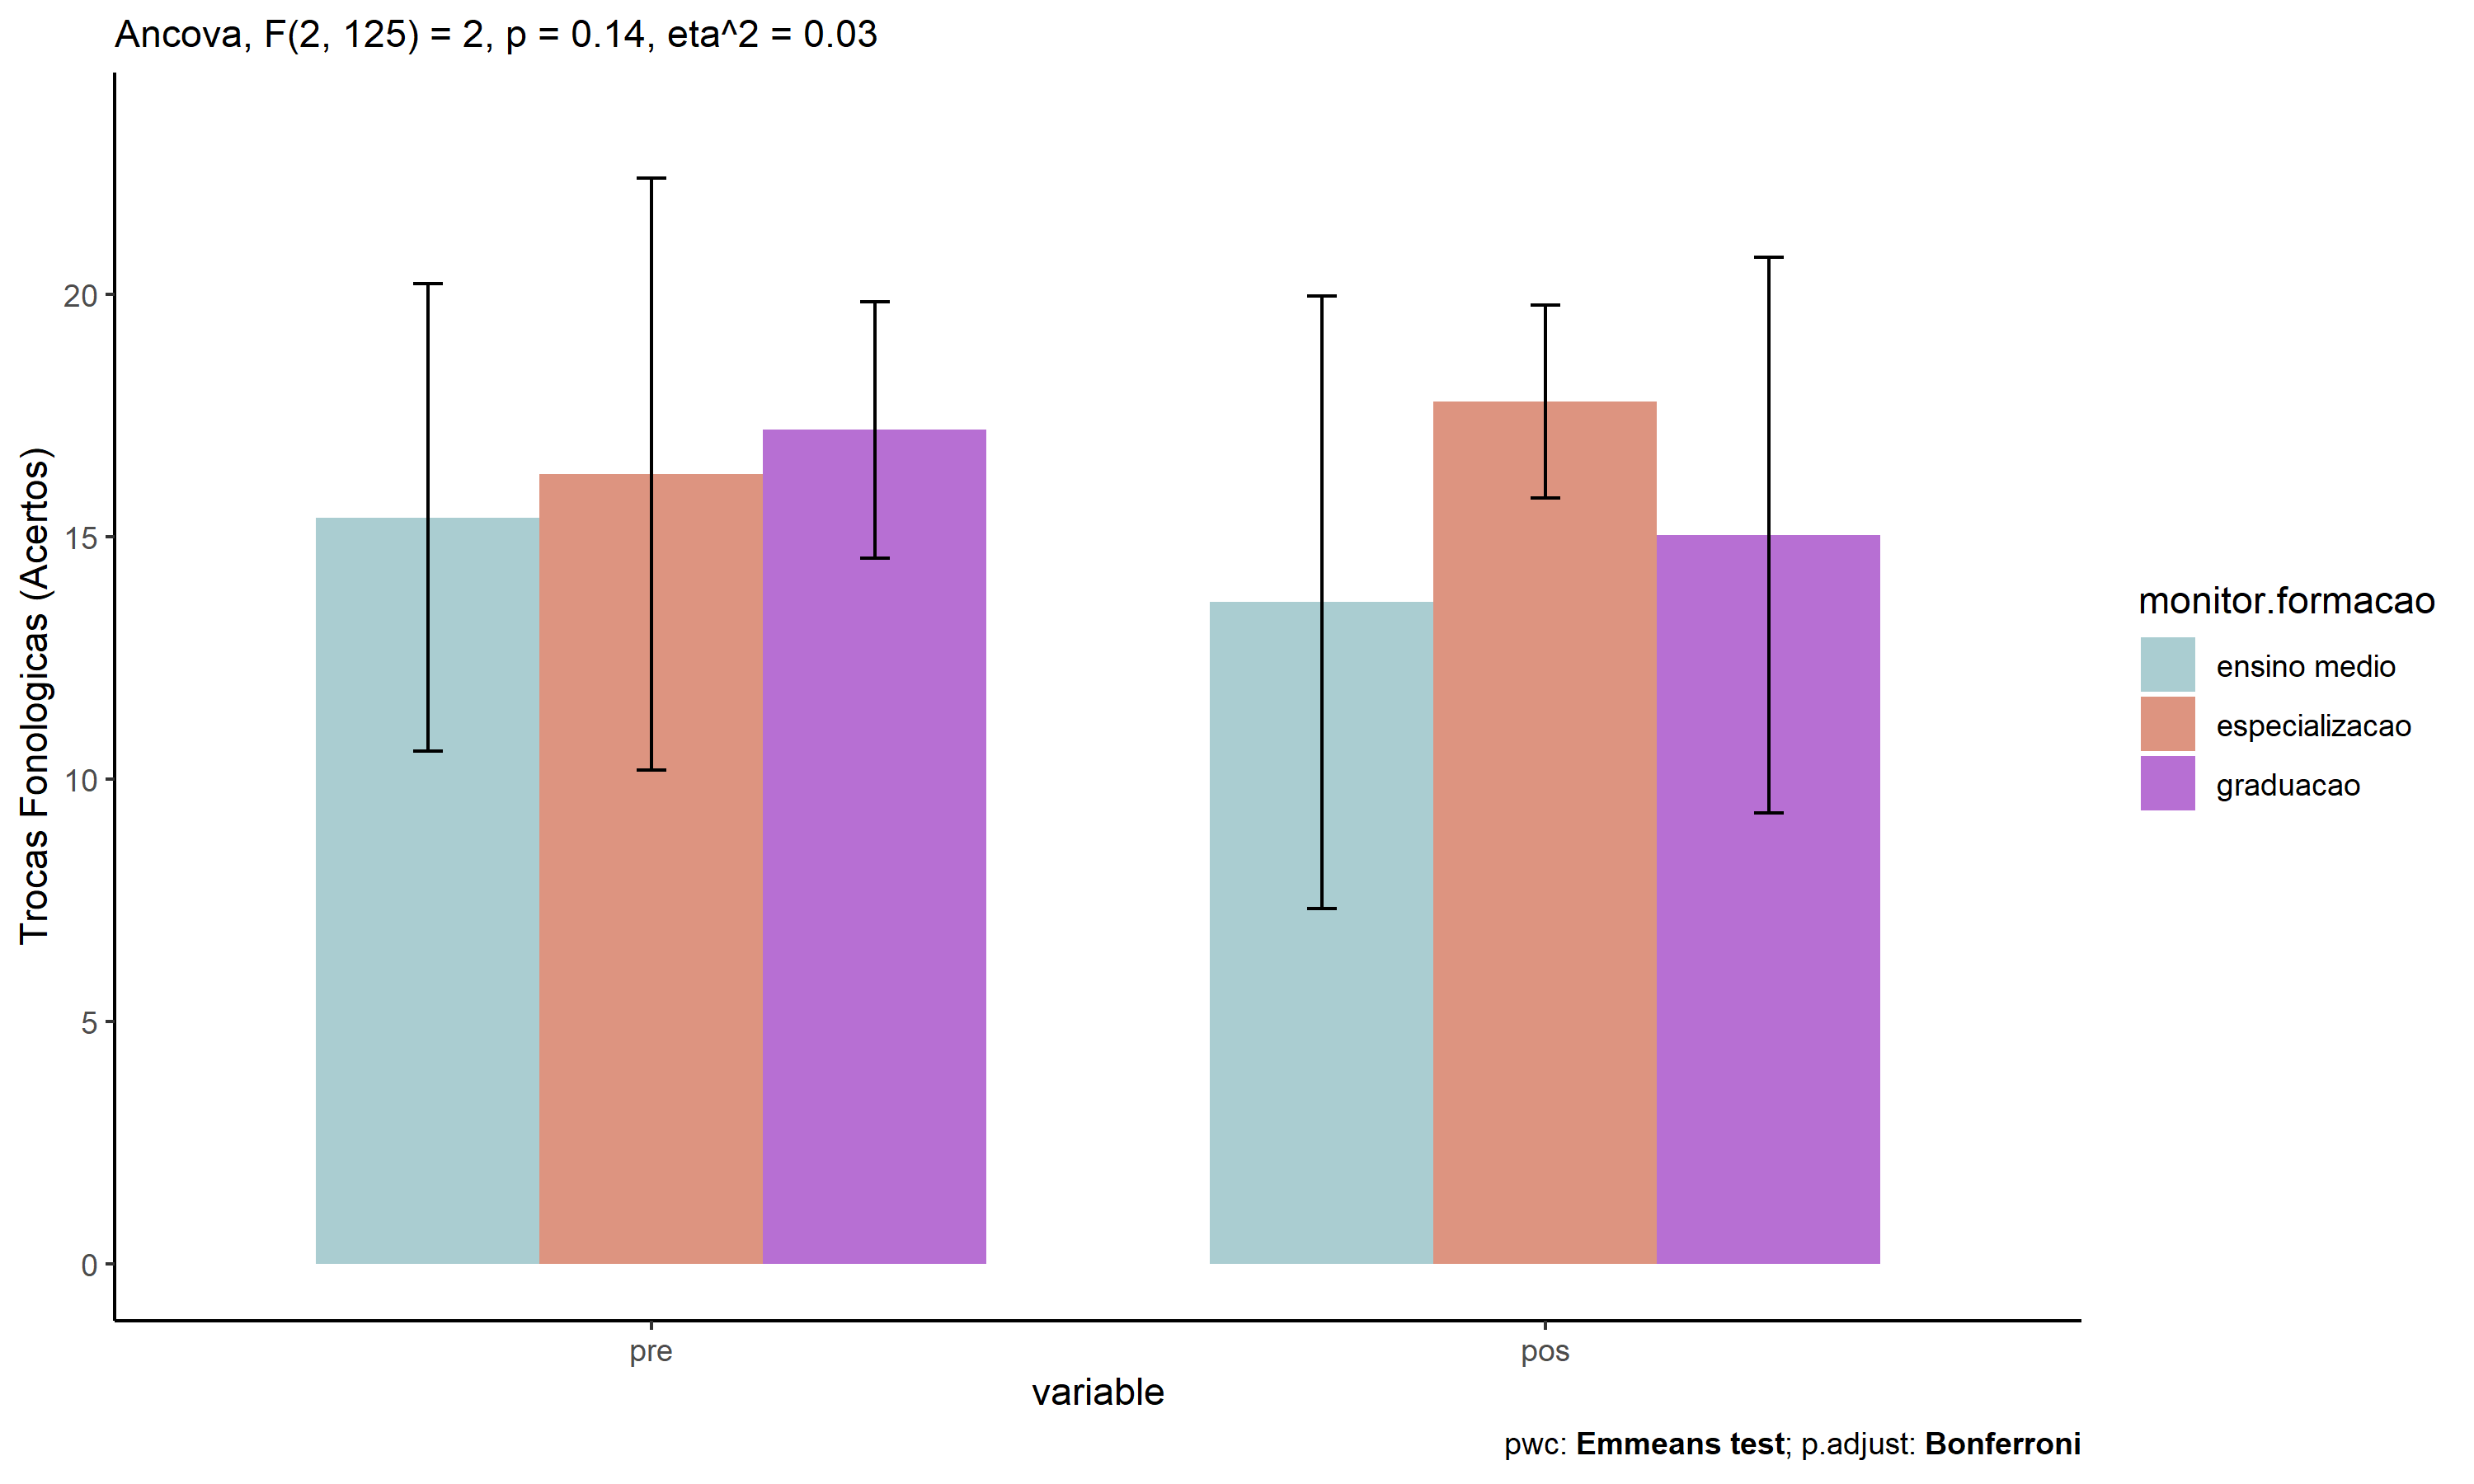 Ancova, F(2, 125) = 2, p = 0.14, eta^2 = 0.03
Trocas Fonologicas (Acertos)
20
15
10
5
0
pre
pos
variable
monitor.formacao
ensino medio
especializacao
graduacao
pwc: Emmeans test; p.adjust: Bonferroni